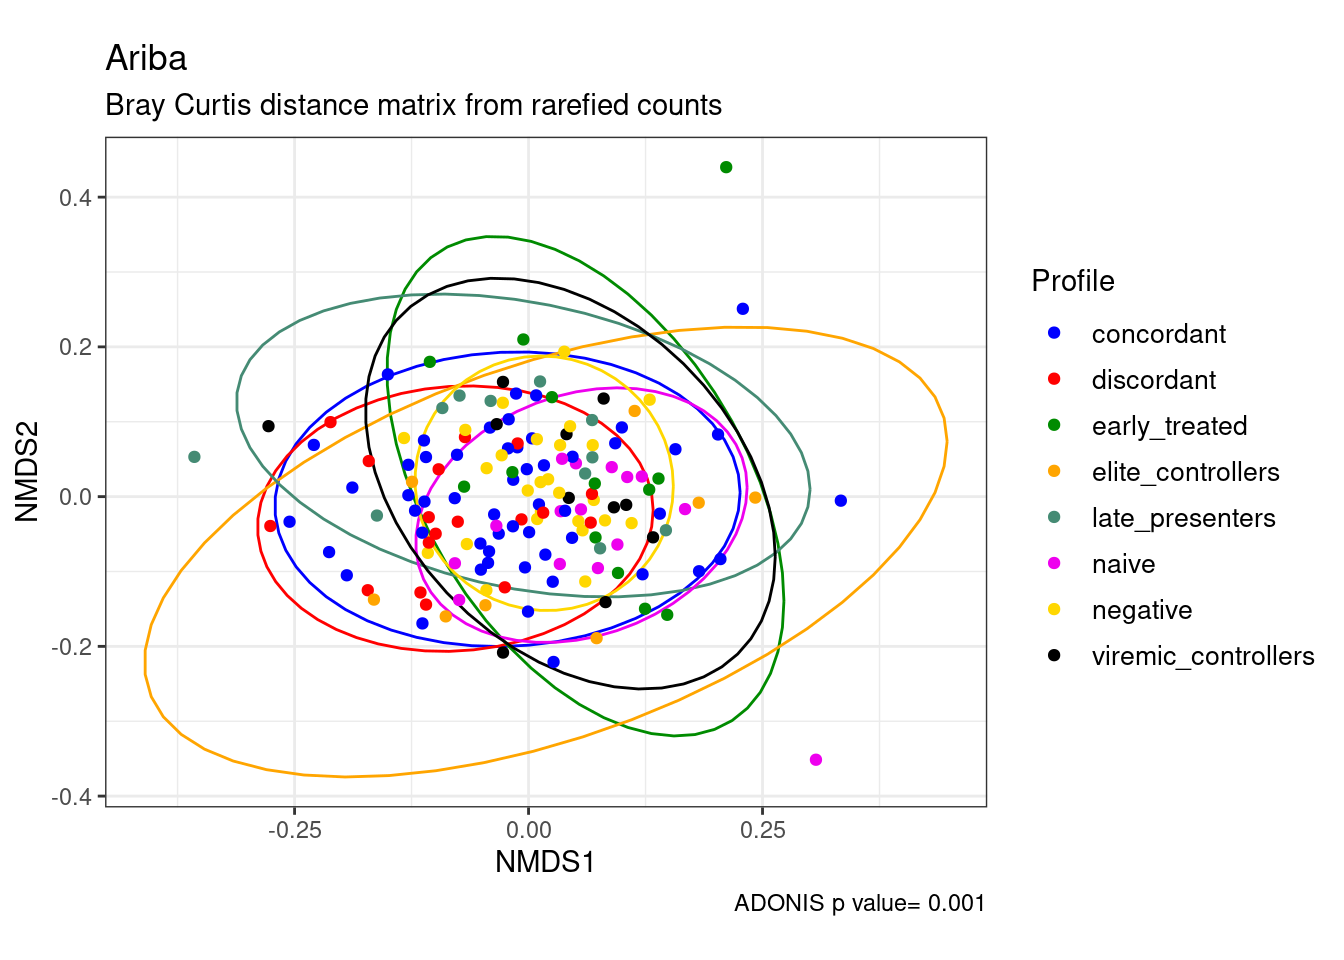 Ariba
Bray Curtis distance matrix from rarefied counts
NMDS2
0.4
0.2
0.0
-0.2
-0.4
-0.25
0.00
0.25
NMDS1
ADONIS p value= 0.001
Profile
concordant
discordant
early_treated
elite_controllers
late_presenters
naive
negative
viremic_controllers